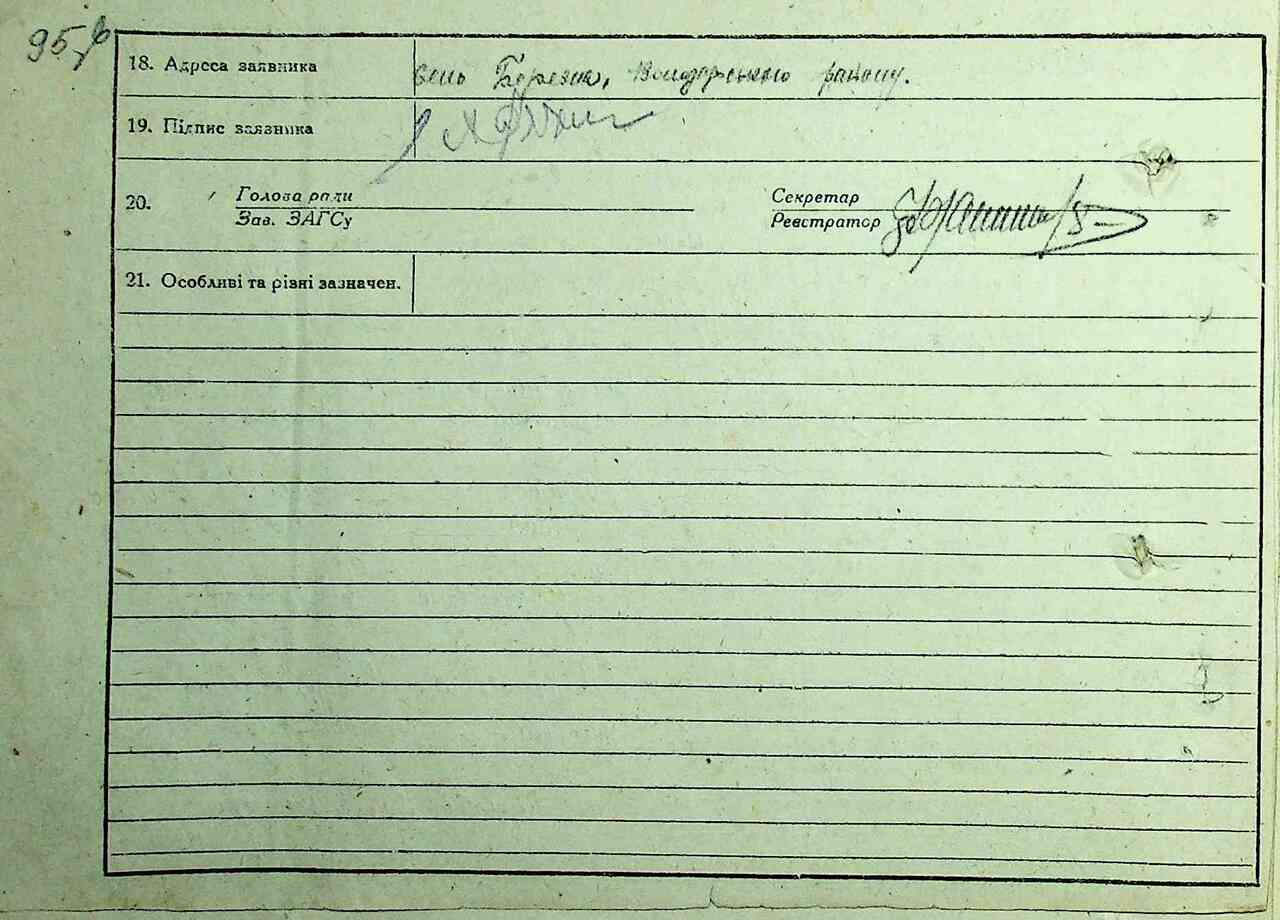 95
18. Адреса заявника село Березна, Володарського району.
19. Підпис заявника
20. Голова ради Секретар
Зав. ЗАГСу Реєстратор
21. Особливі та різні зазначен.